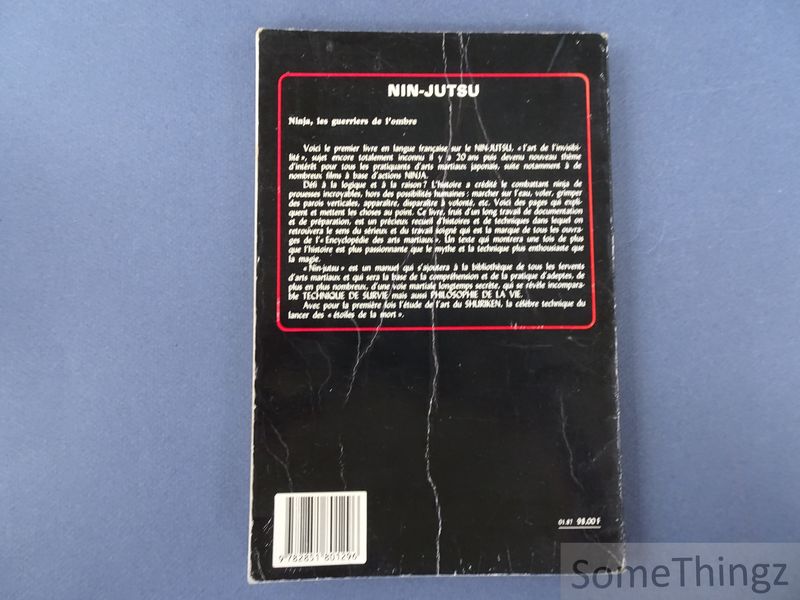 NIN-JUTSU
Ninja, les guerriers de l'ombre
Voici le premier livre en langue française sur le NIN-JUTSU, «l'art de l'invisibi-
lité», sujet encore totalement inconnu il y a 20 ans puis devenu nouveau thème
d'intérêt pour tous les pratiquants d'arts martiaux japonais, suite notamment à de
nombreux films à base d'actions NINJA.
Défi à la logique et à la raison? L'histoire a crédité le combattant ninja de
prouesses incroyables, hors des possibilités humaines : marcher sur l'eau, voler, grimper
des parois verticales, apparaître, disparaître à volonté, etc. Voici des pages qui expli-
quent et mettent les choses au point. Ce livre, fruit d'un long travail de documentation
et de préparation, est un précieux recueil d'histoires et de techniques dans lequel on
retrouvera le sens du sérieux et du travail soigné qui est la marque de tous les ouvra-
ges de l'«Encyclopédie des arts martiaux». Un texte qui montrera une fois de plus
que l'histoire est plus passionnante que le mythe et la technique plus enthousiaste que
la magie.
«Nin-jutsu» est un manuel qui s'ajoutera à la bibliothèque de tous les fervents
d'arts martiaux et qui sera la base de la compréhension et de la pratique d'adeptes, de
plus en plus nombreux, d'une voie martiale longtemps secrète, qui se révèle incompara-
ble TECHNIQUE DE SURVIE mais aussi PHILOSOPHIE DE LA VIE.
Avec pour la première fois l'étude de l'art du SHURIKEN, la célèbre technique du
lancer des «étoiles de la mort».
01.87 98.00 F
9 782851 801296
SomeThingz